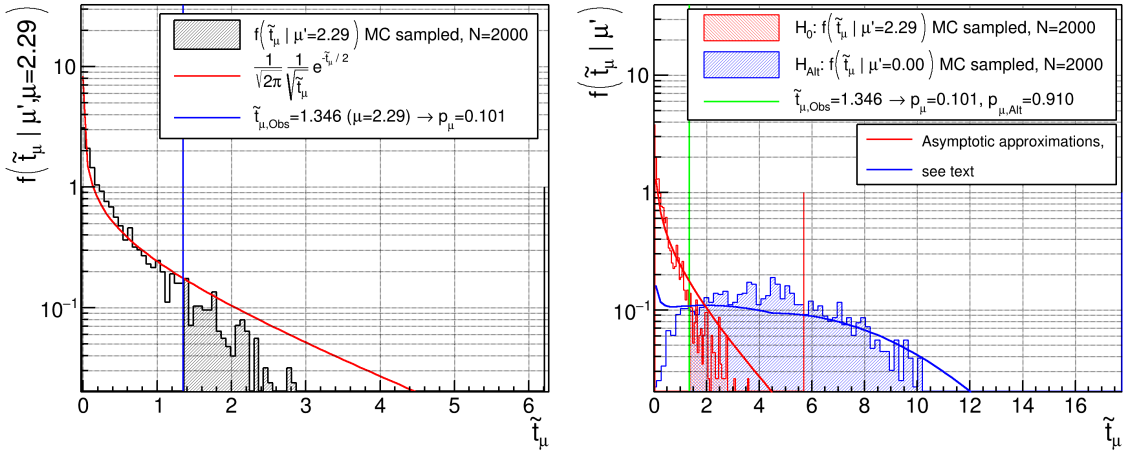 f(t̃μ | μ',μ=2.29)
10
1
10⁻¹
0 1 2 3 4 5 6
t̃μ
f(t̃μ | μ'=2.29) MC sampled, N=2000
1/√2π 1/√t̃μ e^(-t̃μ/2)
t̃μ,Obs=1.346 (μ=2.29) → pμ=0.101
f(t̃μ | μ')
10
1
10⁻¹
0 2 4 6 8 10 12 14 16
t̃μ
H₀: f(t̃μ | μ'=2.29) MC sampled, N=2000
HAlt: f(t̃μ | μ'=0.00) MC sampled, N=2000
t̃μ,Obs=1.346 → pμ=0.101, pμ,Alt=0.910
Asymptotic approximations,
see text